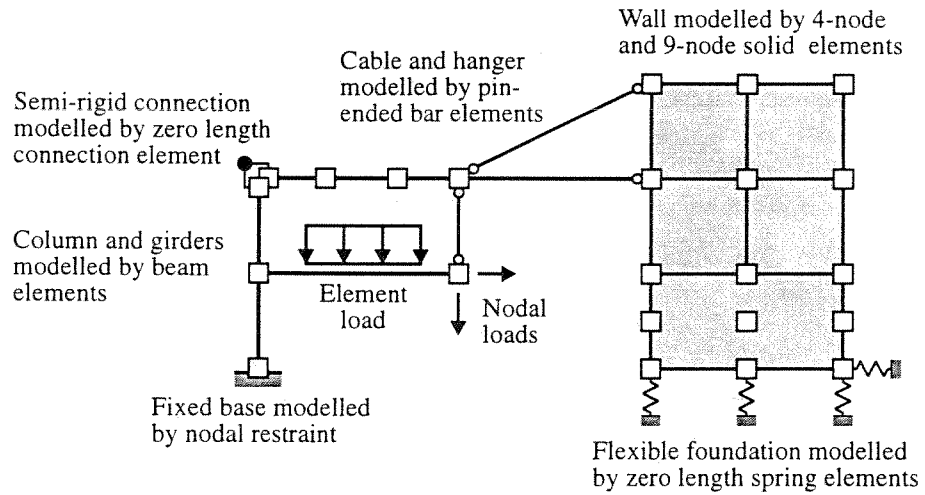 Wall modelled by 4-node
and 9-node solid elements
Cable and hanger
modelled by pin-
ended bar elements
Semi-rigid connection
modelled by zero length
connection element
Column and girders
modelled by beam
elements
Element
load
Nodal
loads
Fixed base modelled
by nodal restraint
Flexible foundation modelled
by zero length spring elements